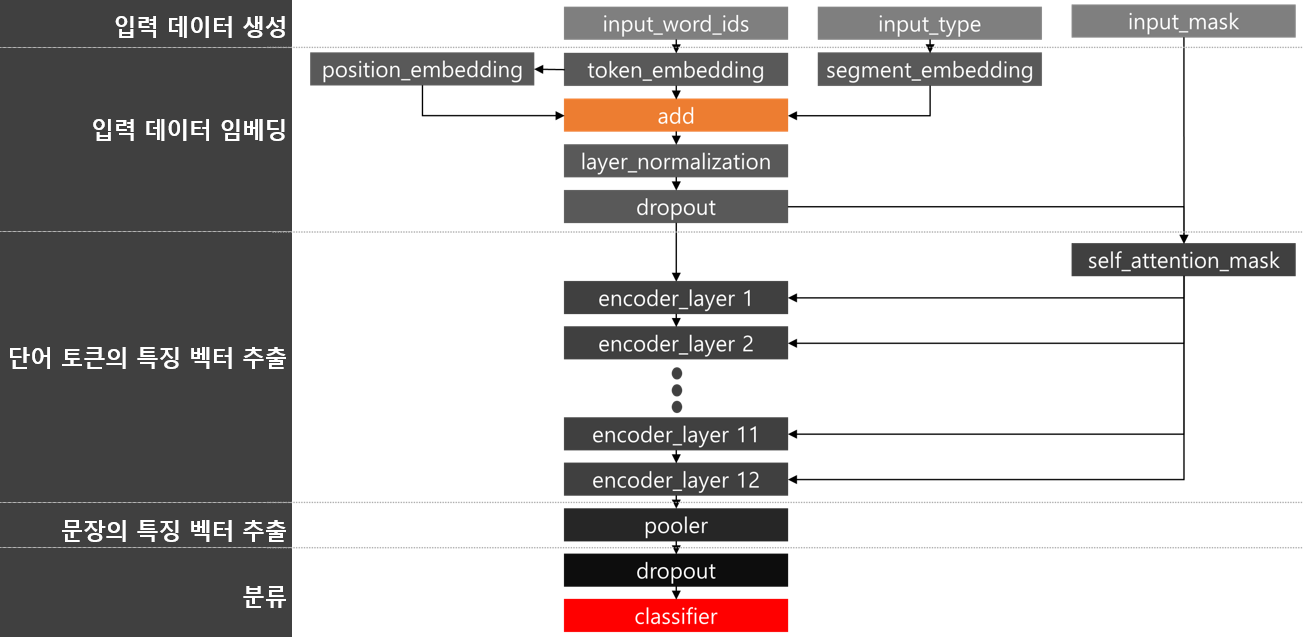 입력 데이터 생성
input_word_ids
input_type
input_mask
입력 데이터 임베딩
position_embedding
token_embedding
segment_embedding
add
layer_normalization
dropout
단어 토큰의 특징 벡터 추출
self_attention_mask
encoder_layer 1
encoder_layer 2
encoder_layer 11
encoder_layer 12
문장의 특징 벡터 추출
pooler
분류
dropout
classifier